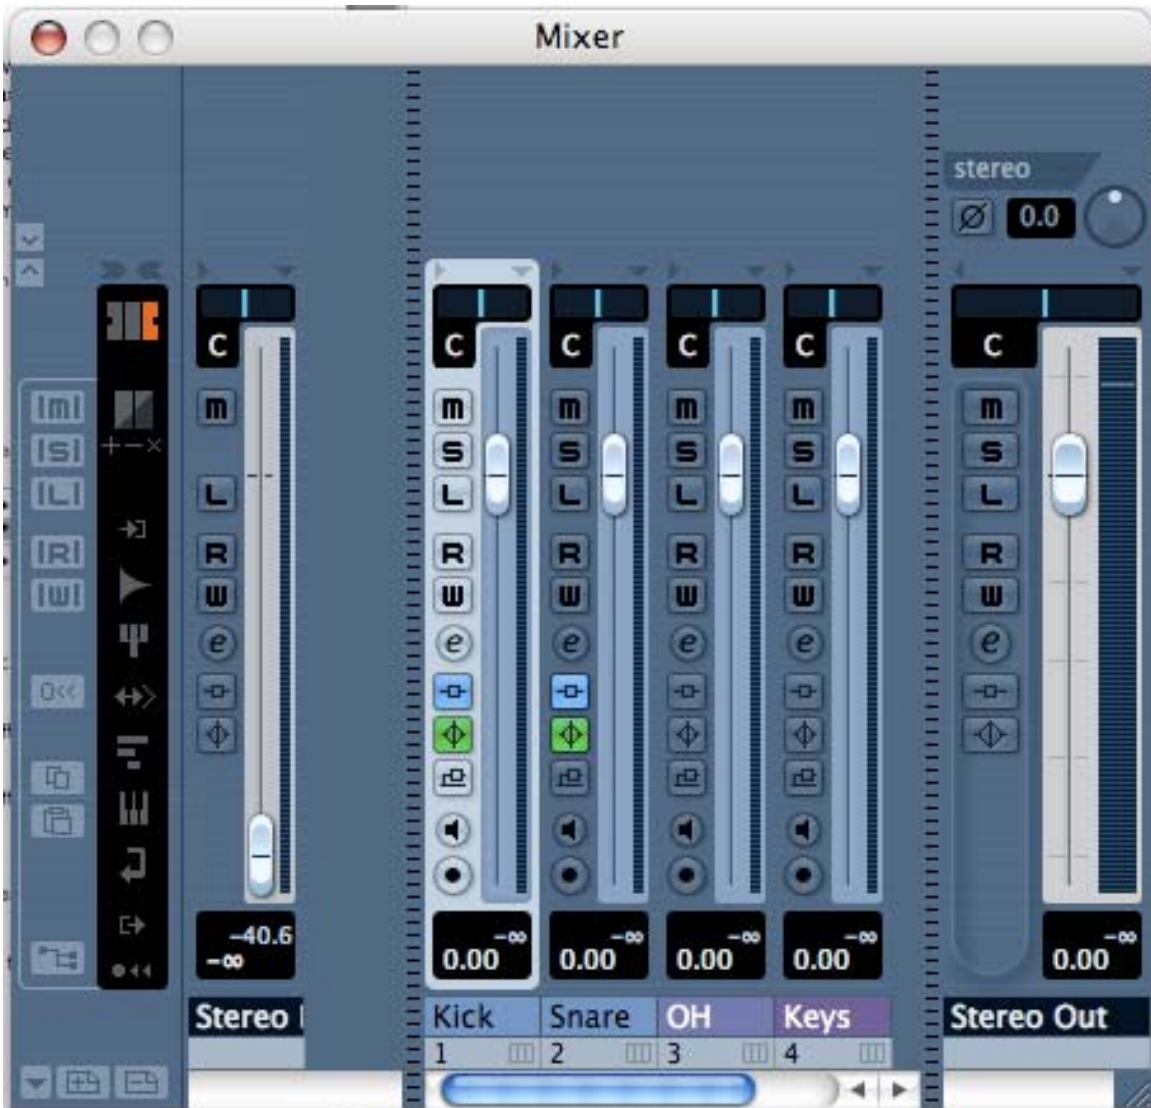 Mixer
stereo
0.0
C C C C C C
m m m m m m m
S S S S S S
L L L L L L L
R R R R R R R
W W W W W W W
e e e e e e
0<<
-40.6 -∞ -∞ -∞ -∞ -∞
-∞ 0.00 0.00 0.00 0.00 0.00
Stereo Kick Snare OH Keys Stereo Out
1 2 3 4